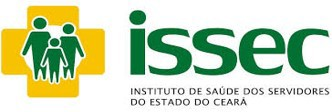 issec
INSTITUTO DE SAÚDE DOS SERVIDORES
DO ESTADO DO CEARÁ